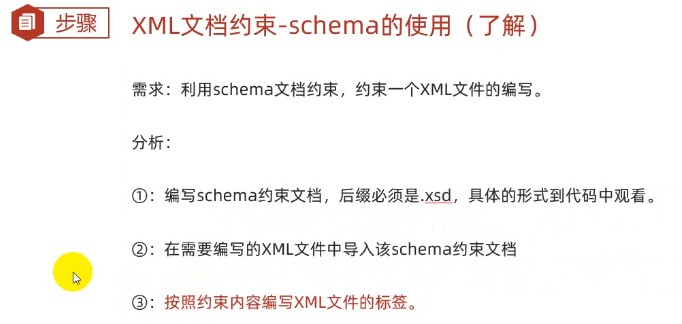 步骤
XML文档约束-schema的使用（了解）
需求：利用schema文档约束，约束一个XML文件的编写。
分析：
①：编写schema约束文档，后缀必须是.xsd，具体的形式到代码中观看。
②：在需要编写的XML文件中导入该schema约束文档
③：按照约束内容编写XML文件的标签。